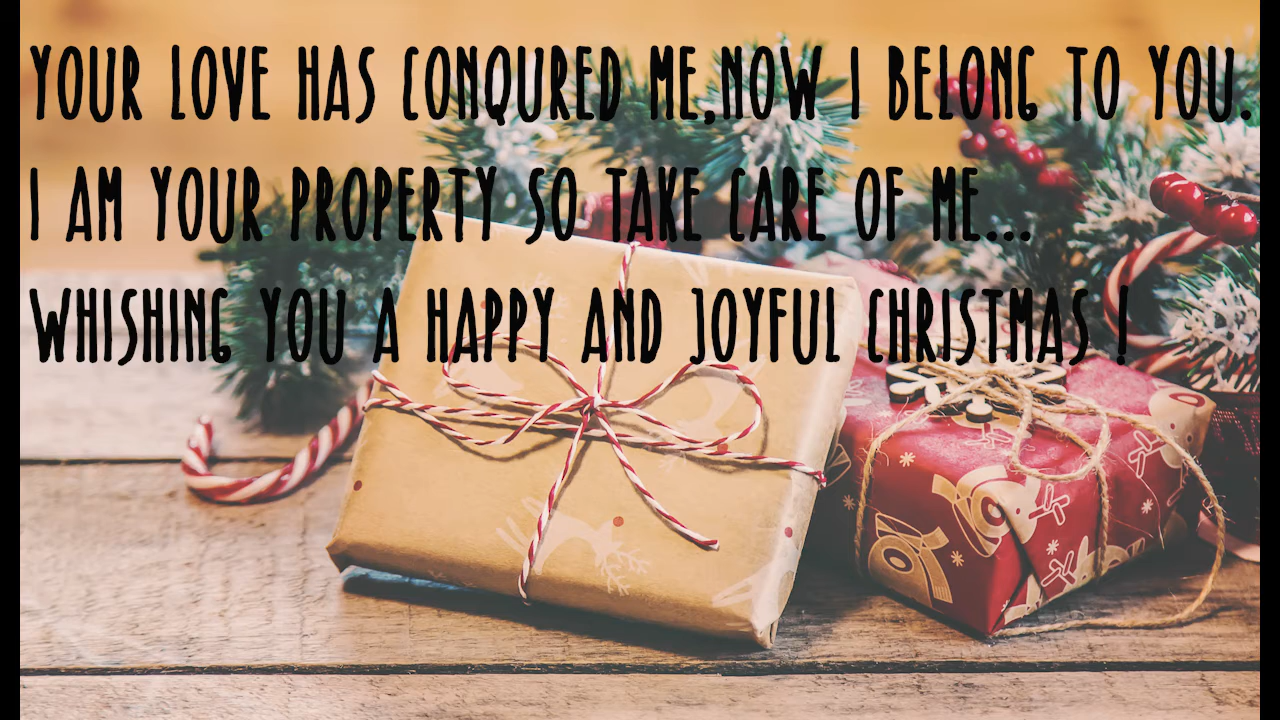 YOUR LOVE HAS CONQURED ME,NOW I BELONG TO YOU.
I AM YOUR PROPERTY SO TAKE CARE OF ME...
WHISHING YOU A HAPPY AND JOYFUL CHRISTMAS !